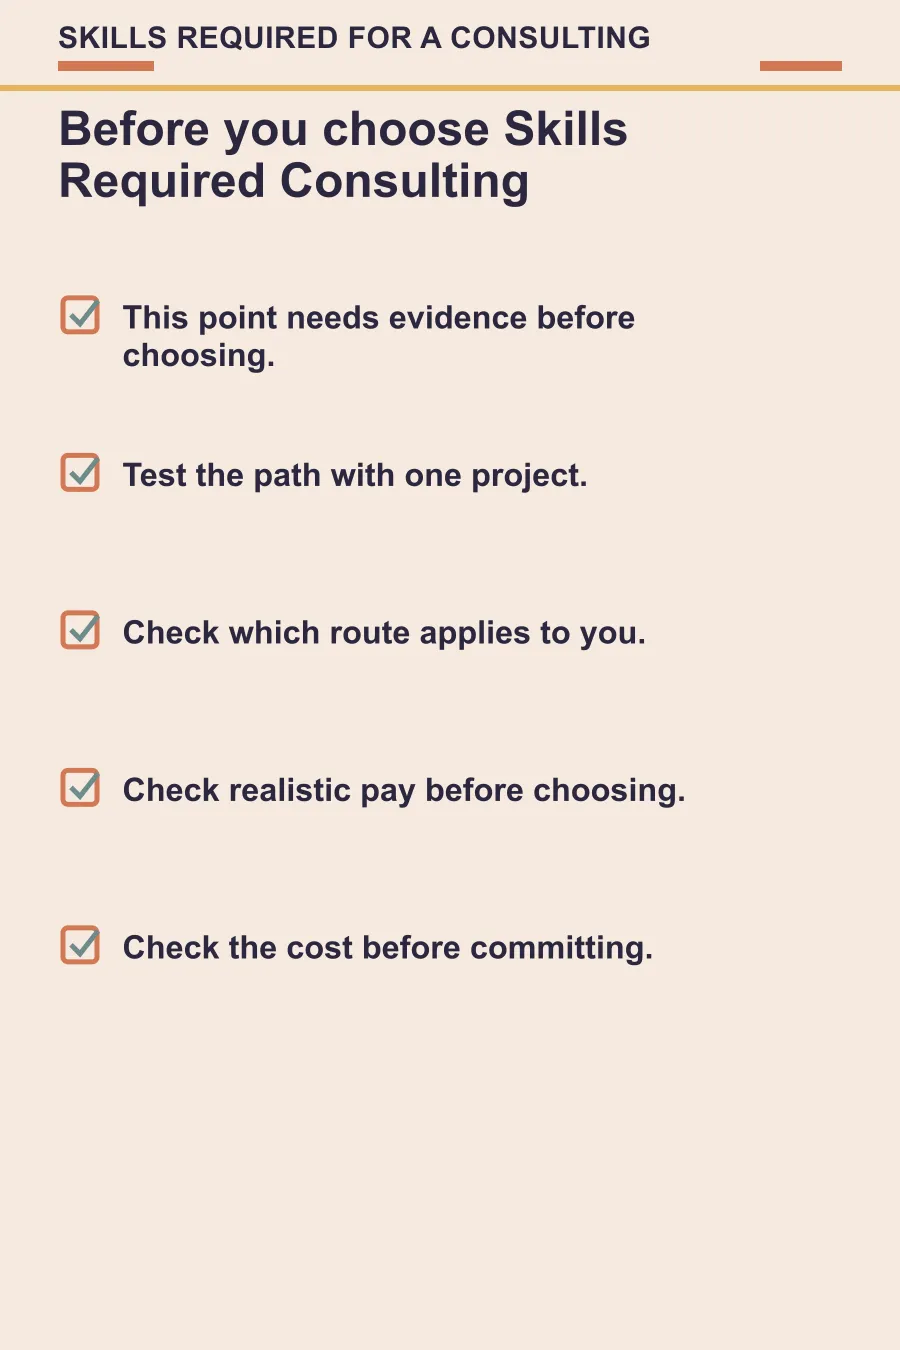 SKILLS REQUIRED FOR A CONSULTING
Before you choose Skills
Required Consulting
This point needs evidence before
choosing.
Test the path with one project.
Check which route applies to you.
Check realistic pay before choosing.
Check the cost before committing.